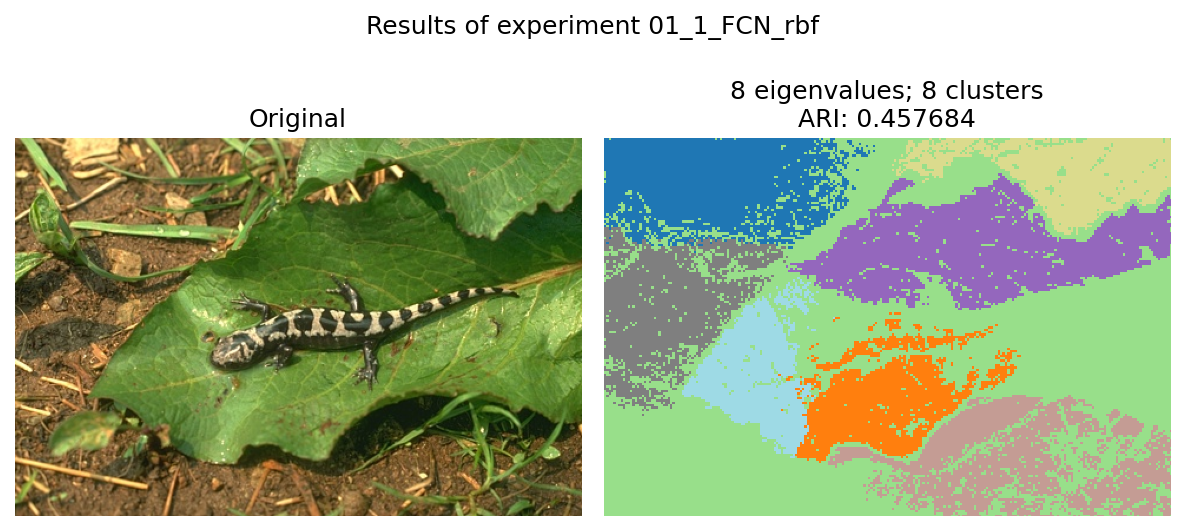 Results of experiment 01_1_FCN_rbf
Original
8 eigenvalues; 8 clusters
ARI: 0.457684